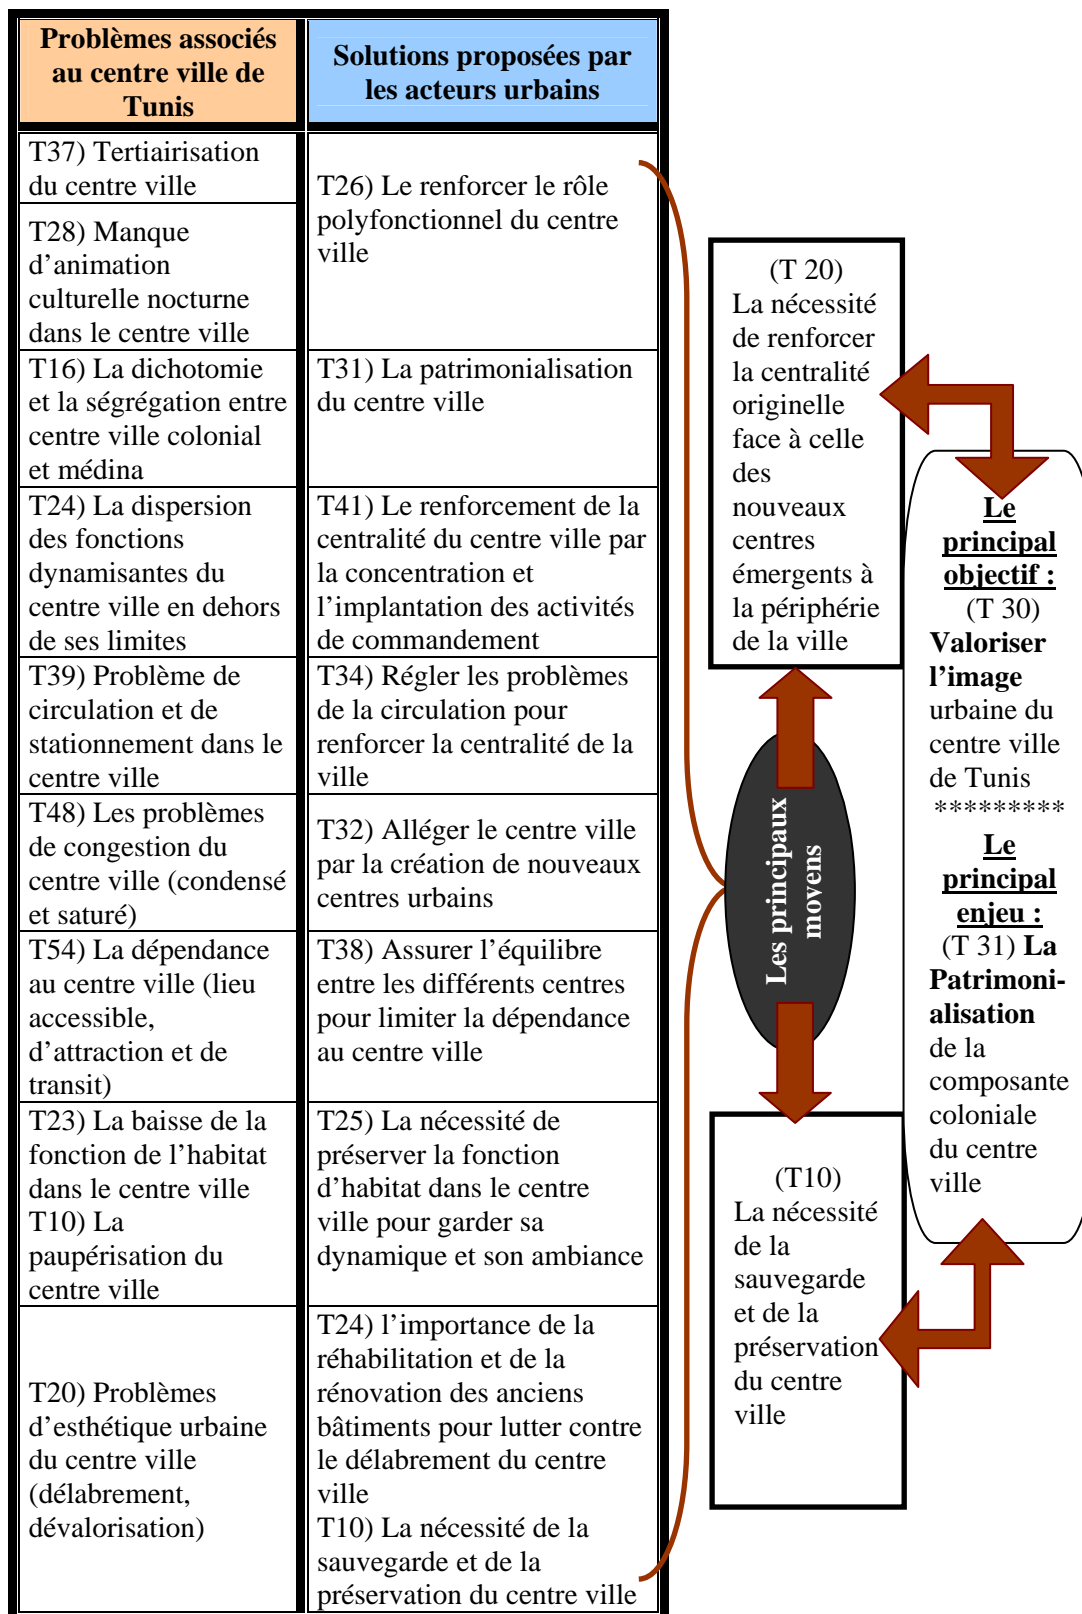 Problèmes associés
au centre ville de
Tunis
Solutions proposées par
les acteurs urbains
T37) Tertiairisation
du centre ville
T28) Manque
d’animation
culturelle nocturne
dans le centre ville
T26) Le renforcer le rôle
polyfonctionnel du centre
ville
T16) La dichotomie
et la ségrégation entre
centre ville colonial
et médina
T31) La patrimonialisation
du centre ville
T24) La dispersion
des fonctions
dynamisantes du
centre ville en dehors
de ses limites
T41) Le renforcement de la
centralité du centre ville par
la concentration et
l’implantation des activités
de commandement
T39) Problème de
circulation et de
stationnement dans le
centre ville
T34) Régler les problèmes
de la circulation pour
renforcer la centralité de la
ville
T48) Les problèmes
de congestion du
centre ville (condensé
et saturé)
T32) Alléger le centre ville
par la création de nouveaux
centres urbains
T54) La dépendance
au centre ville (lieu
accessible,
d’attraction et de
transit)
T38) Assurer l’équilibre
entre les différents centres
pour limiter la dépendance
au centre ville
T23) La baisse de la
fonction de l’habitat
dans le centre ville
T10) La
paupérisation du
centre ville
T25) La nécessité de
préserver la fonction
d’habitat dans le centre
ville pour garder sa
dynamique et son ambiance
T20) Problèmes
d’esthétique urbaine
du centre ville
(délabrement,
dévalorisation)
T24) l’importance de la
réhabilitation et de la
rénovation des anciens
bâtiments pour lutter contre
le délabrement du centre
ville
T10) La nécessité de la
sauvegarde et de la
préservation du centre ville
(T 20)
La nécessité
de renforcer
la centralité
originelle
face à celle
des
nouveaux
centres
émergents à
la périphérie
de la ville
Les principaux
moyens
(T10)
La nécessité
de la
sauvegarde
et de la
préservation
du centre
ville
Le
principal
objectif :
(T 30)
Valoriser
l’image
urbaine du
centre ville
de Tunis
*********
Le
principal
enjeu :
(T 31) La
Patrimoni-
alisation
de la
composante
coloniale
du centre
ville